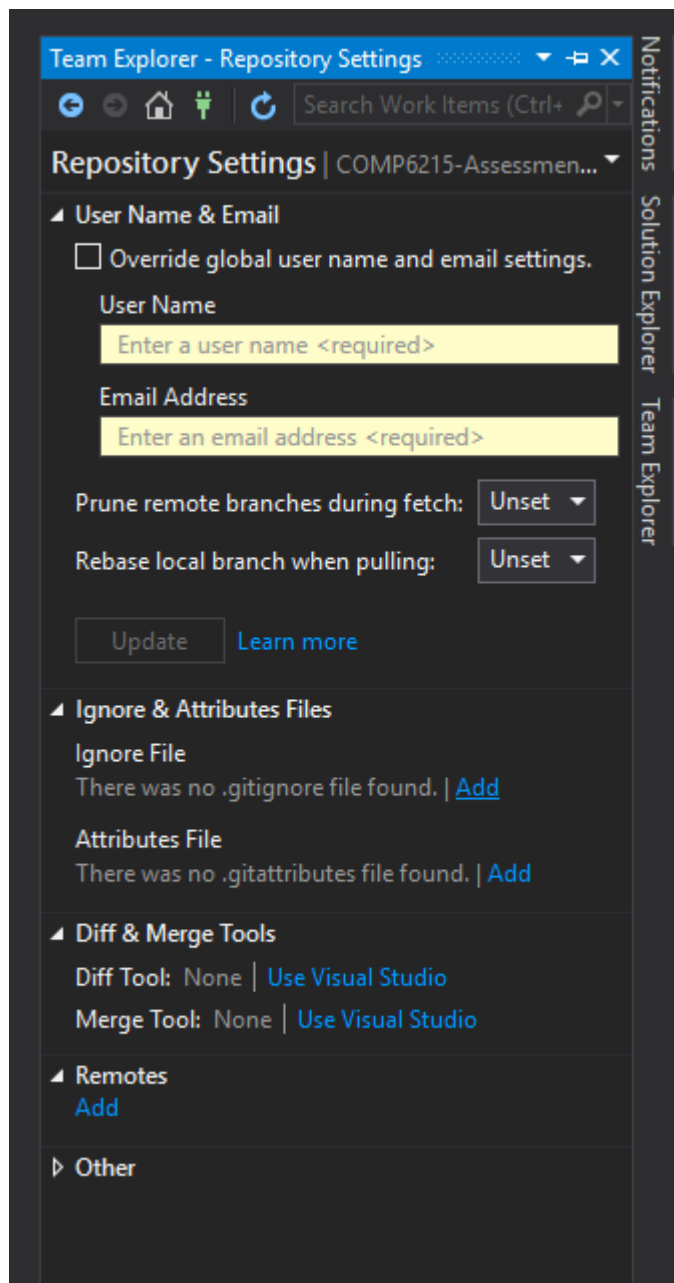 Team Explorer - Repository Settings
Search Work Items (Ctrl+
Repository Settings | COMP6215-Assessmen...
User Name & Email
Override global user name and email settings.
User Name
Enter a user name <required>
Email Address
Enter an email address <required>
Prune remote branches during fetch: Unset
Rebase local branch when pulling: Unset
Update Learn more
Ignore & Attributes Files
Ignore File
There was no .gitignore file found. | Add
Attributes File
There was no .gitattributes file found. | Add
Diff & Merge Tools
Diff Tool: None | Use Visual Studio
Merge Tool: None | Use Visual Studio
Remotes
Add
Other
Notifications
Solution Explorer
Team Explorer